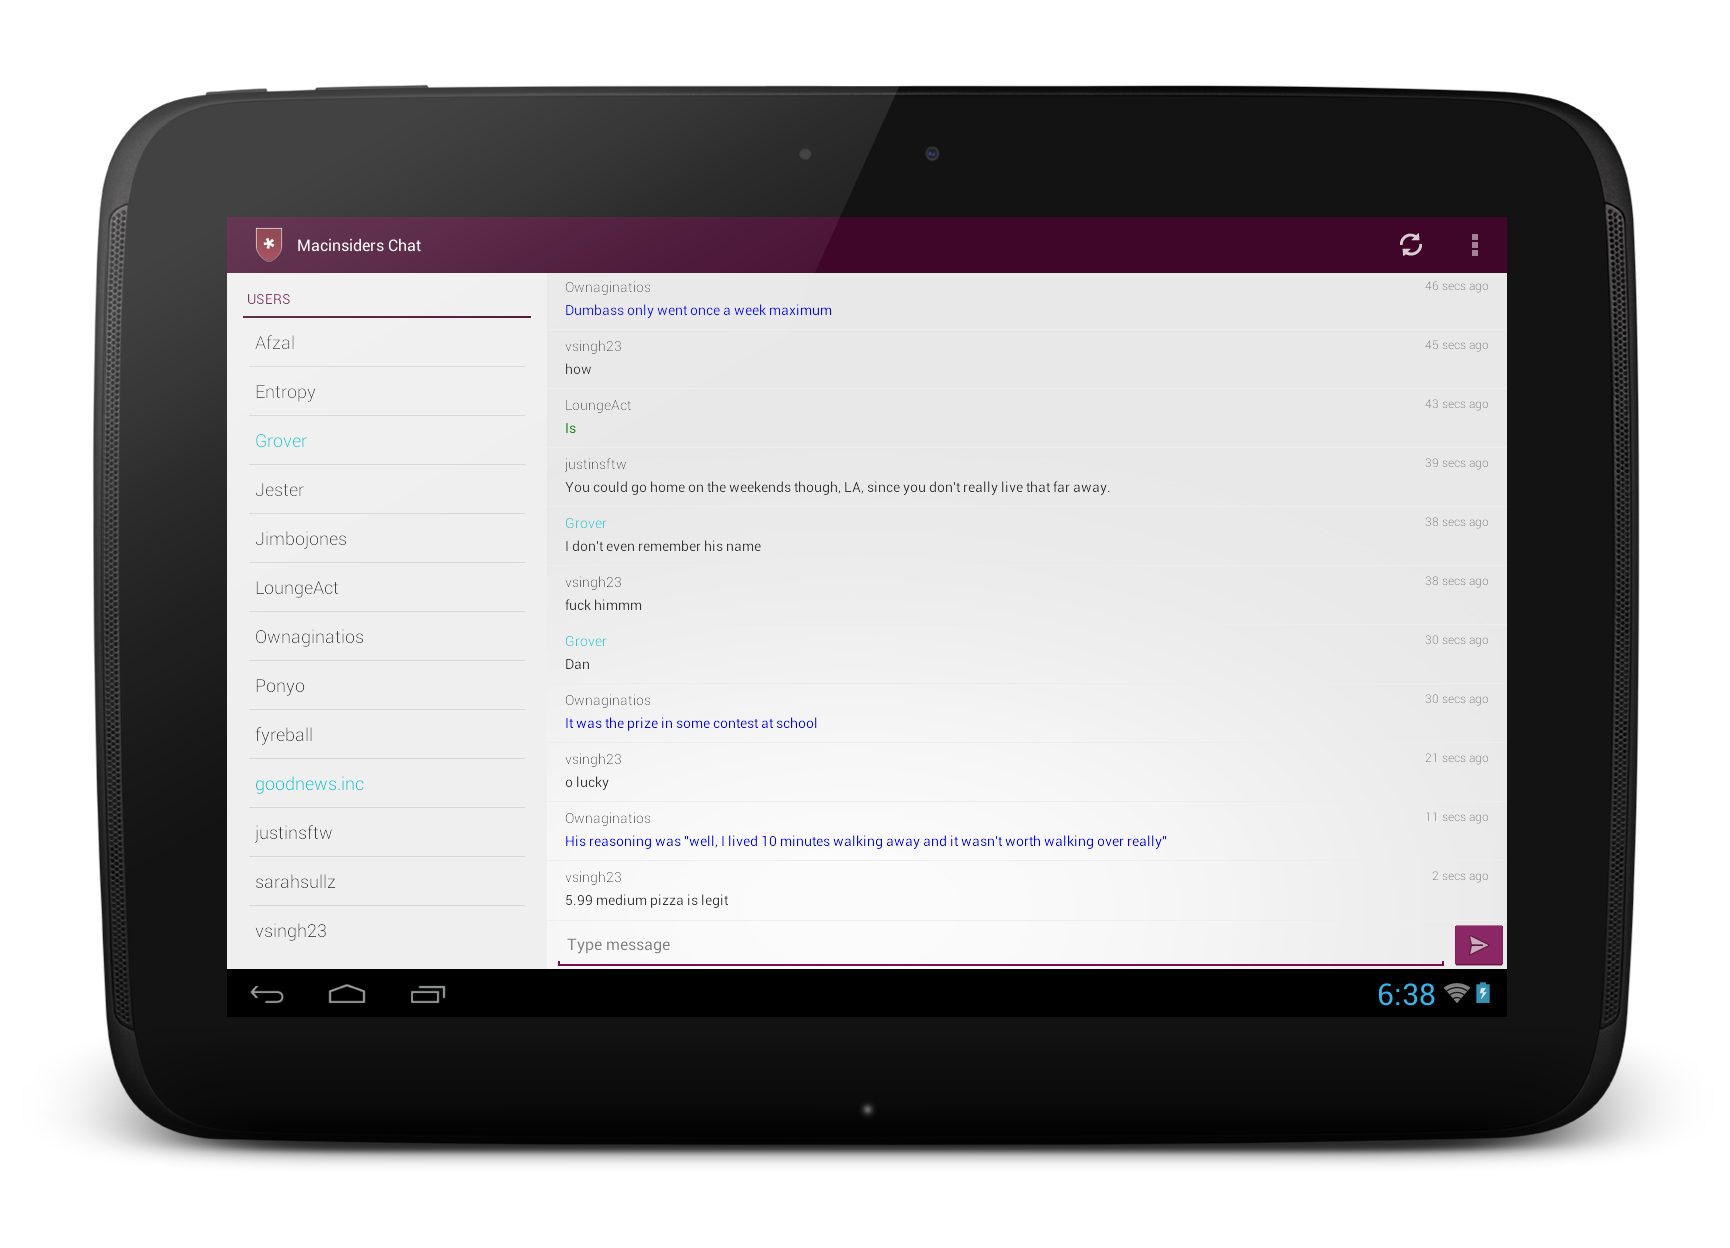 Macinsiders Chat
USERS
Afzal
Entropy
Grover
Jester
Jimbojones
LoungeAct
Ownaginatios
Ponyo
fyreball
goodnews.inc
justinsftw
sarahsullz
vsingh23
Ownaginatios 46 secs ago
Dumbass only went once a week maximum
vsingh23 45 secs ago
how
LoungeAct 43 secs ago
Is
justinsftw 39 secs ago
You could go home on the weekends though, LA, since you don't really live that far away.
Grover 38 secs ago
I don't even remember his name
vsingh23 38 secs ago
fuck himmm
Grover 30 secs ago
Dan
Ownaginatios 30 secs ago
It was the prize in some contest at school
vsingh23 21 secs ago
o lucky
Ownaginatios 11 secs ago
His reasoning was "well, I lived 10 minutes walking away and it wasn't worth walking over really"
vsingh23 2 secs ago
5.99 medium pizza is legit
Type message
6:38